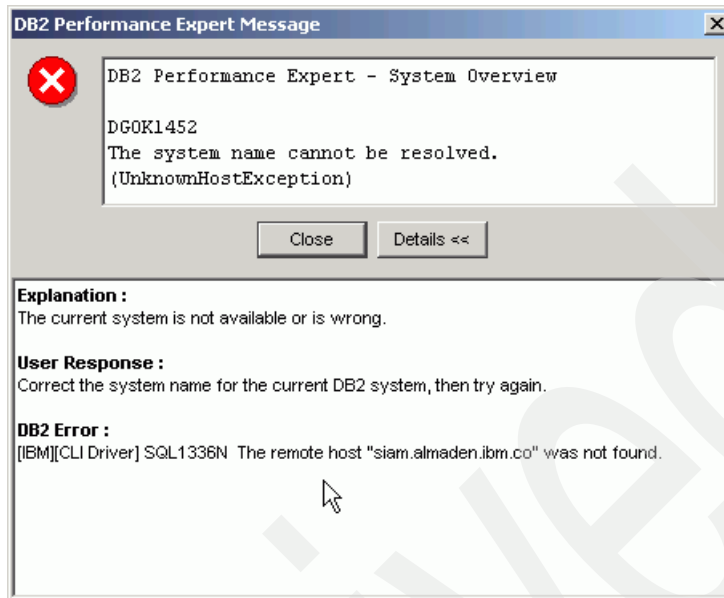 DB2 Performance Expert Message
DB2 Performance Expert - System Overview
DGOK1452
The system name cannot be resolved.
(UnknownHostException)
Close
Details <<
Explanation :
The current system is not available or is wrong.
User Response :
Correct the system name for the current DB2 system, then try again.
DB2 Error :
[IBM][CLI Driver] SQL1336N The remote host "siam.almaden.ibm.co" was not found.